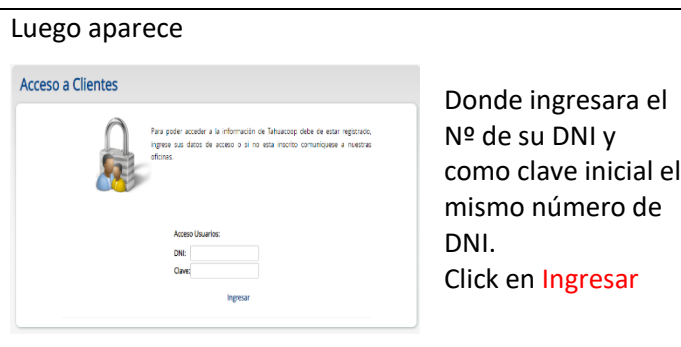 Luego aparece
Acceso a Clientes
Para poder acceder a la información de Tahuacoop debe de estar registrado,
ingrese sus datos de acceso o si no esta inscrito comuniquese a nuestras
oficinas.
Acceso Usuarios:
DNI:
Clave:
Ingresar
Donde ingresara el
Nº de su DNI y
como clave inicial el
mismo número de
DNI.
Click en Ingresar